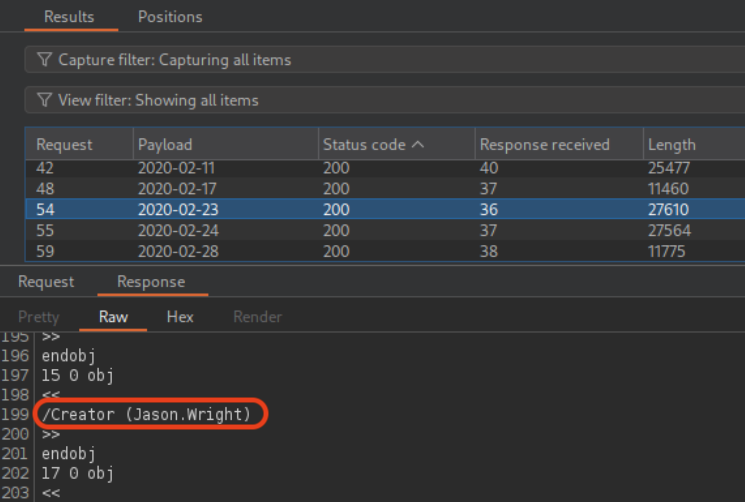 Results Positions
Capture filter: Capturing all items
View filter: Showing all items
Request Payload Status code Response received Length
42 2020-02-11 200 40 25477
48 2020-02-17 200 37 11460
54 2020-02-23 200 36 27610
55 2020-02-24 200 37 27564
59 2020-02-28 200 38 11775
Request Response
Pretty Raw Hex Render
195 >>
196 endobj
197 15 0 obj
198 <<
199 /Creator (Jason.Wright)
200 >>
201 endobj
202 17 0 obj
203 <<